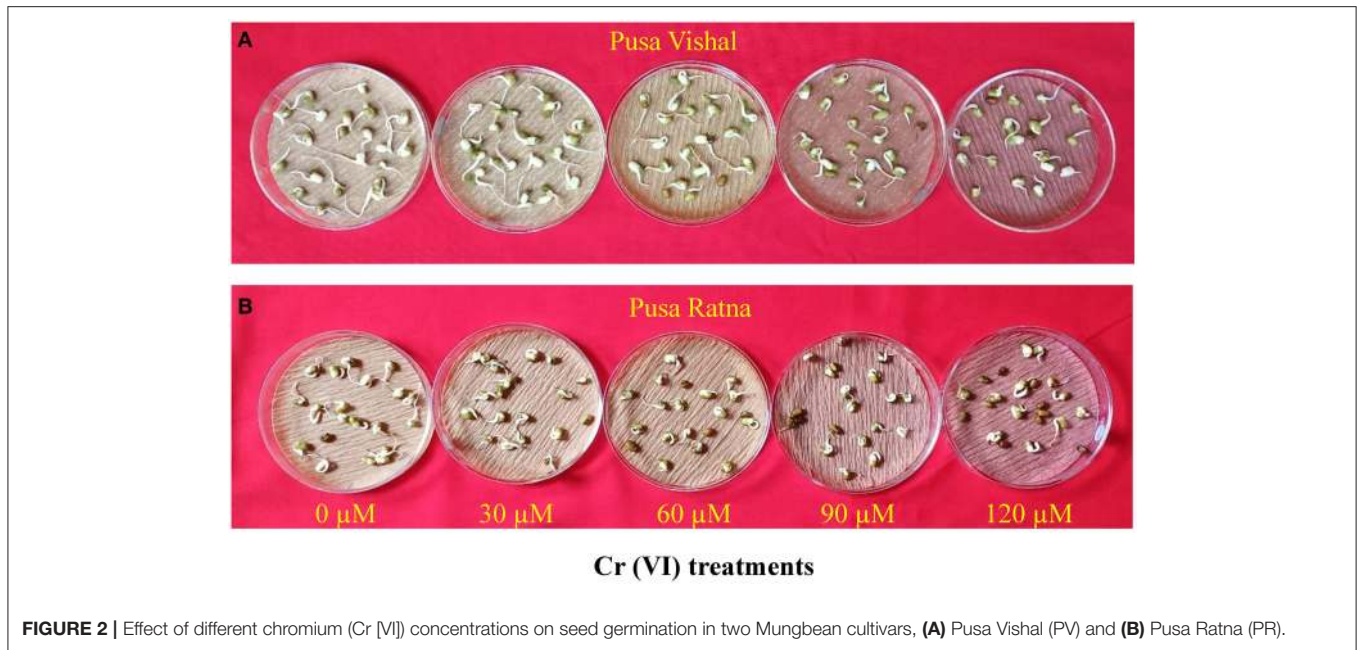 A
Pusa Vishal
B
Pusa Ratna
0 µM 30 µM 60 µM 90 µM 120 µM
Cr (VI) treatments
FIGURE 2 | Effect of different chromium (Cr [VI]) concentrations on seed germination in two Mungbean cultivars, (A) Pusa Vishal (PV) and (B) Pusa Ratna (PR).